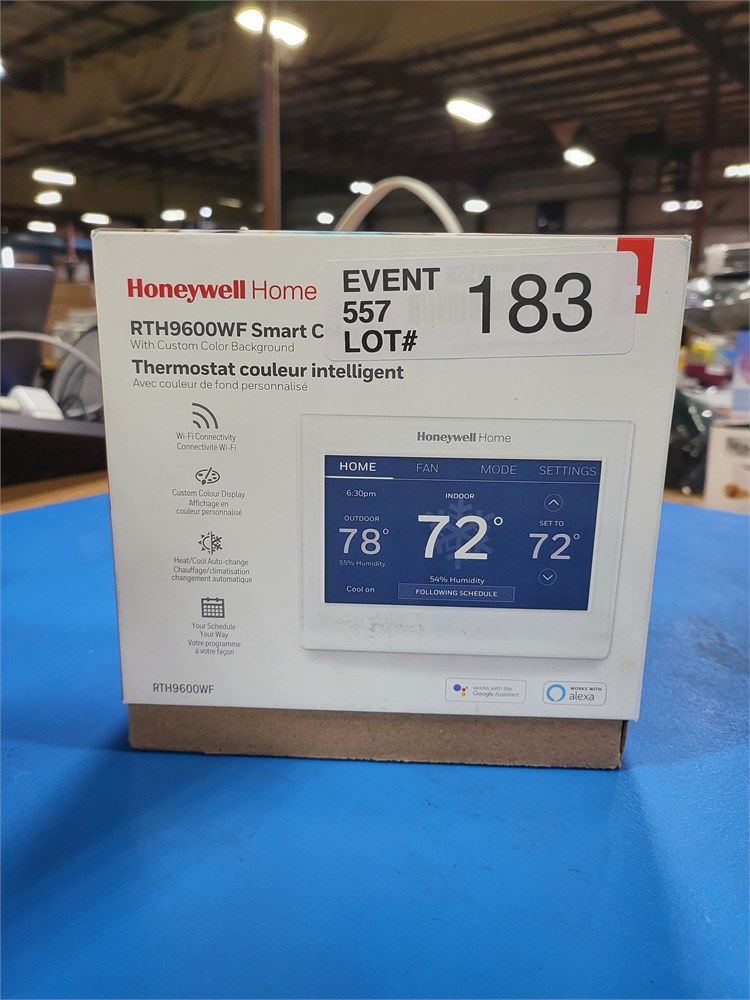 Honeywell Home
EVENT
557
LOT#
183
RTH9600WF Smart C
With Custom Color Background
Thermostat couleur intelligent
Avec couleur de fond personnalisé
Wi-Fi Connectivity
Connectivité Wi-Fi
Custom Colour Display
Affichage en
couleur personnalisé
Heat/Cool Auto-change
Chauffage/climatisation
changement automatique
Your Schedule
Your Way
Votre programme
à votre façon
RTH9600WF
Honeywell Home
HOME FAN MODE SETTINGS
6:30pm
INDOOR
OUTDOOR
78°
55% Humidity
72°
SET TO
72°
54% Humidity
Cool on
FOLLOWING SCHEDULE
works with the
Google Assistant
WORKS WITH
alexa